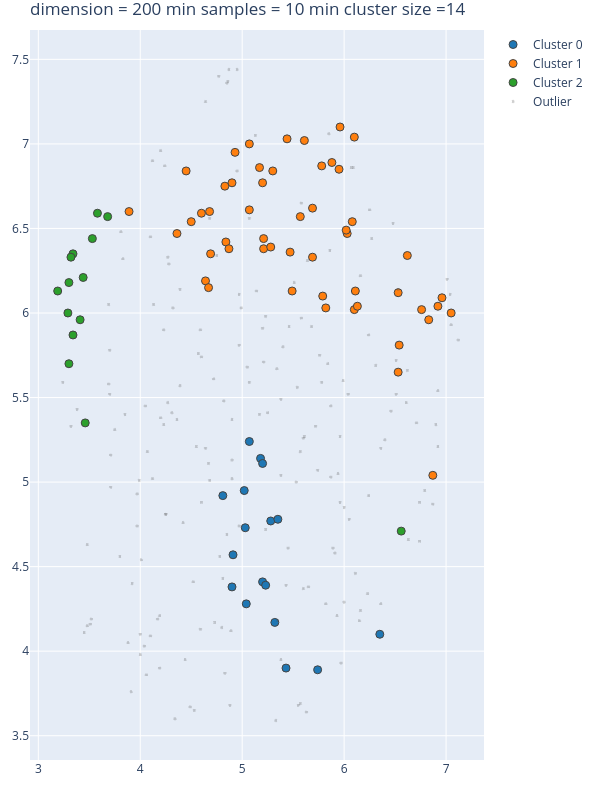 dimension = 200 min samples = 10 min cluster size =14
Cluster 0
Cluster 1
Cluster 2
Outlier
7.5
7
6.5
6
5.5
5
4.5
4
3.5
3
4
5
6
7